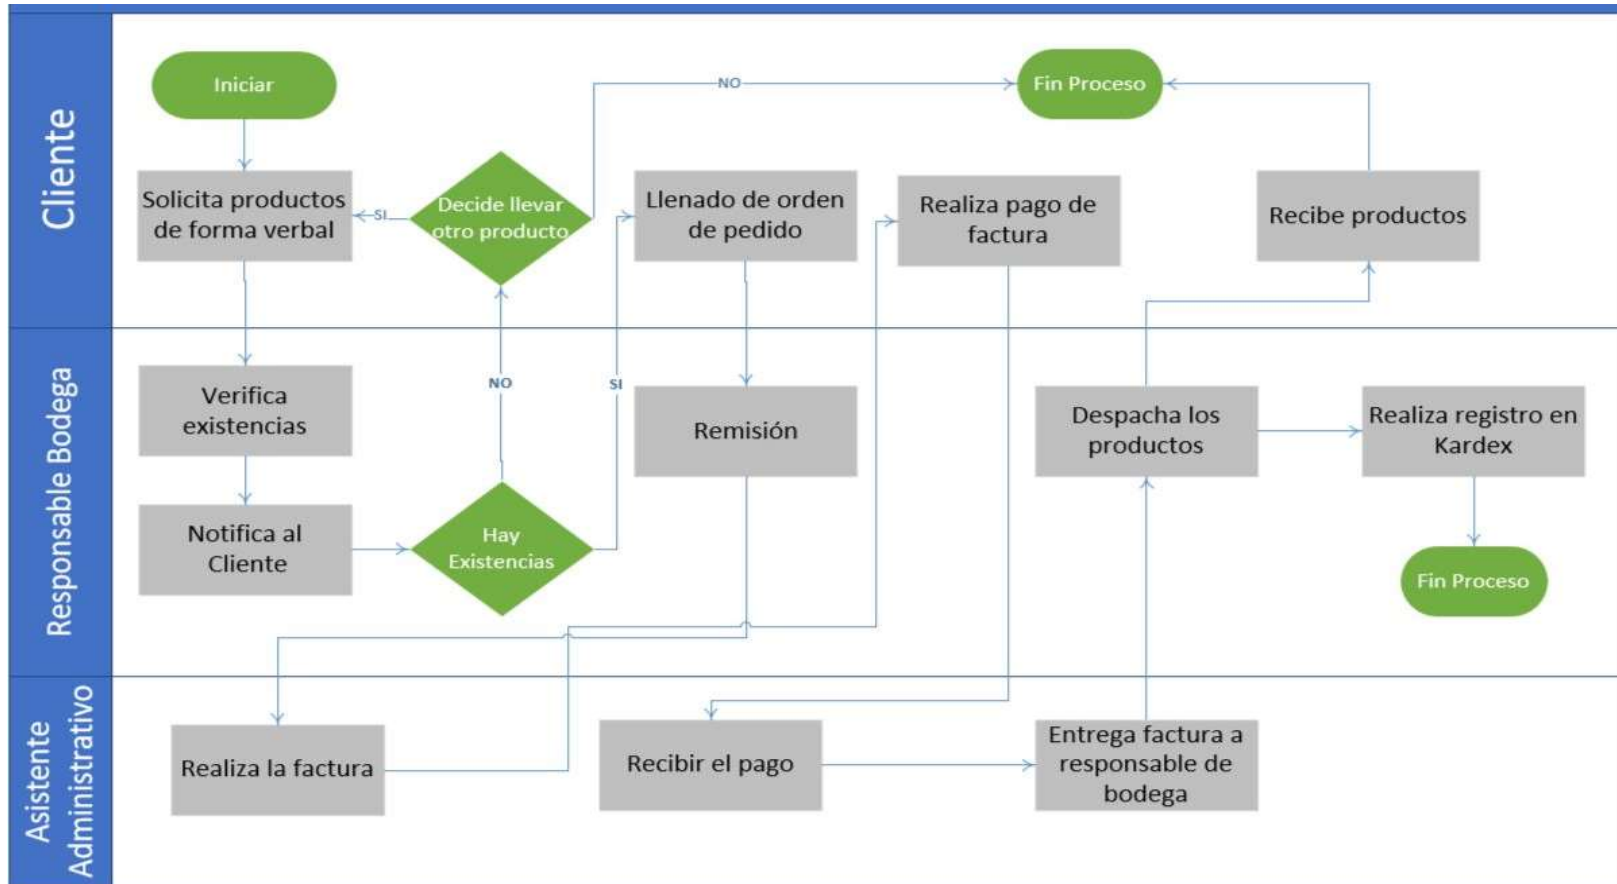 Cliente
Iniciar
NO
Fin Proceso
Solicita productos
de forma verbal
SI
Decide llevar
otro producto
Llenado de orden
de pedido
Realiza pago de
factura
Recibe productos
Responsable Bodega
Verifica
existencias
NO
SI
Remisión
Despacha los
productos
Realiza registro en
Kardex
Notifica al
Cliente
Hay
Existencias
Fin Proceso
Asistente
Administrativo
Realiza la factura
Recibir el pago
Entrega factura a
responsable de
bodega